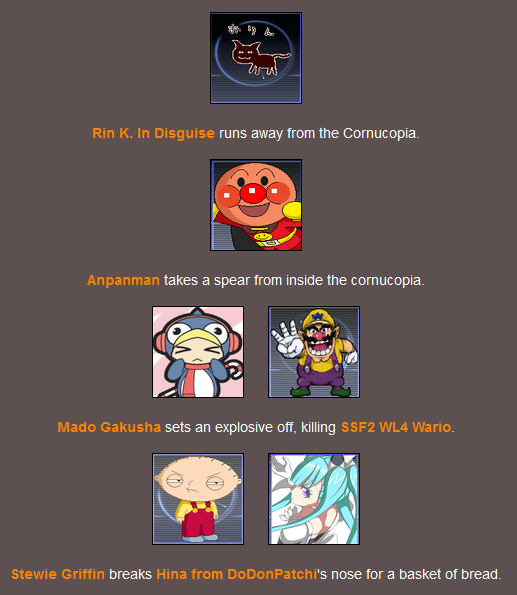 おりん
Rin K. In Disguise runs away from the Cornucopia.
Anpanman takes a spear from inside the cornucopia.
Mado Gakusha sets an explosive off, killing SSF2 WL4 Wario.
Stewie Griffin breaks Hina from DoDonPatchi's nose for a basket of bread.